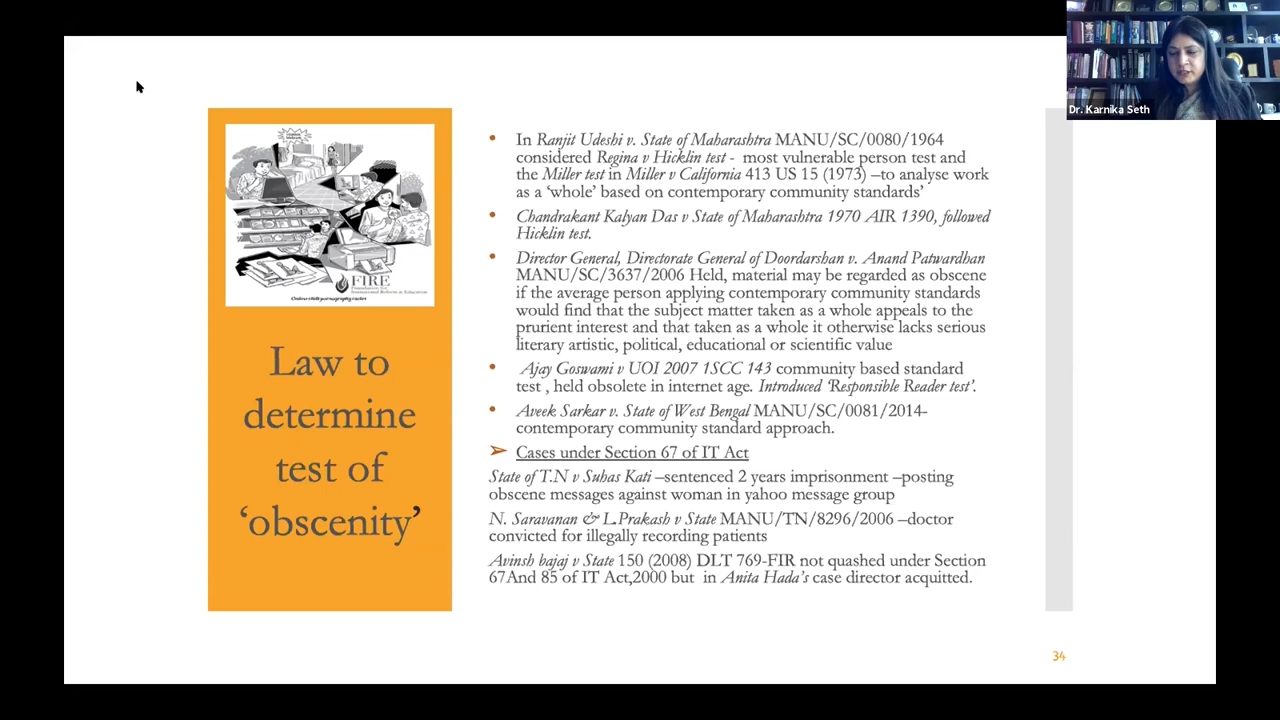 Dr. Karnika Seth
FIRE
Law to
determine
test of
‘obscenity’
• In Ranjit Udeshi v. State of Maharashtra MANU/SC/0080/1964
considered Regina v Hicklin test - most vulnerable person test and
the Miller test in Miller v California 413 US 15 (1973) –to analyse work
as a ‘whole’ based on contemporary community standards’
• Chandrakant Kalyan Das v State of Maharashtra 1970 AIR 1390, followed
Hicklin test.
• Director General, Directorate General of Doordarshan v. Anand Patwardhan
MANU/SC/3637/2006 Held, material may be regarded as obscene
if the average person applying contemporary community standards
would find that the subject matter taken as a whole appeals to the
prurient interest and that taken as a whole it otherwise lacks serious
literary artistic, political, educational or scientific value
• Ajay Goswami v UOI 2007 1SCC 143 community based standard
test , held obsolete in internet age. Introduced ‘Responsible Reader test’.
• Aveek Sarkar v. State of West Bengal MANU/SC/0081/2014-
contemporary community standard approach.
➢ Cases under Section 67 of IT Act
State of T.N v Suhas Kati –sentenced 2 years imprisonment –posting
obscene messages against woman in yahoo message group
N. Saravanan & L.Prakash v State MANU/TN/8296/2006 –doctor
convicted for illegally recording patients
Avinsh bajaj v State 150 (2008) DLT 769-FIR not quashed under Section
67And 85 of IT Act,2000 but in Anita Hada’s case director acquitted.
34